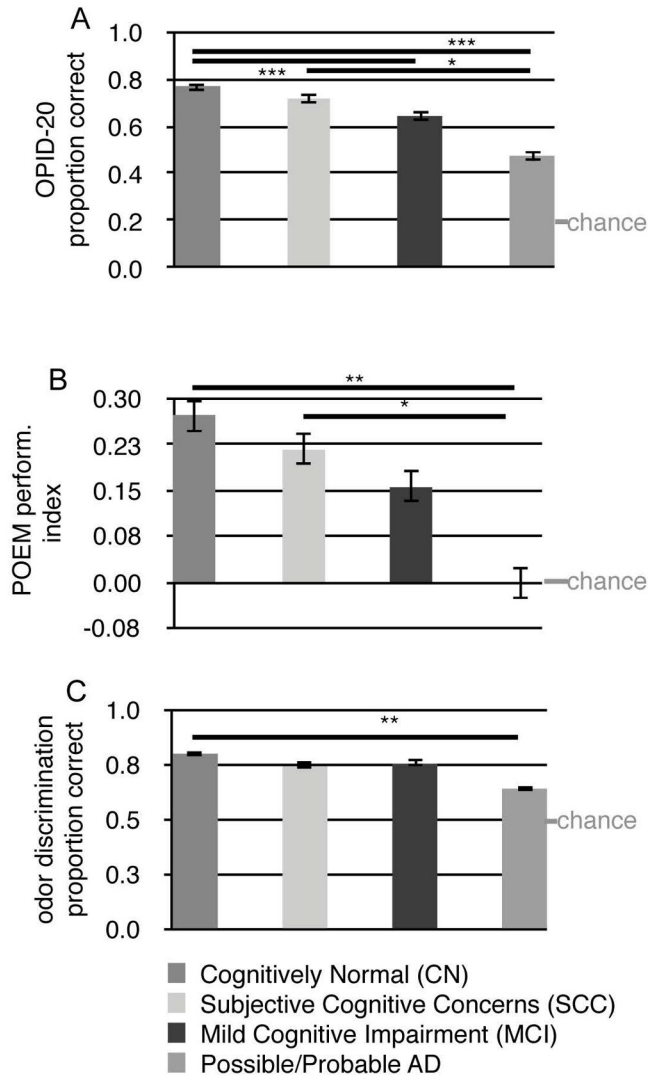 A
OPID-20
proportion correct
1.0
0.8
0.6
0.4
0.2
0.0
***
***
*
chance
B
POEM perform.
index
0.30
0.23
0.15
0.08
0.00
-0.08
**
*
chance
C
odor discrimination
proportion correct
1.0
0.8
0.5
0.3
0.0
**
chance
Cognitively Normal (CN)
Subjective Cognitive Concerns (SCC)
Mild Cognitive Impairment (MCI)
Possible/Probable AD